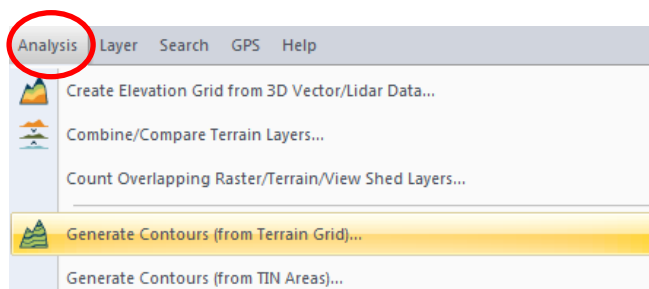 Analysis Layer Search GPS Help
Create Elevation Grid from 3D Vector/Lidar Data...
Combine/Compare Terrain Layers...
Count Overlapping Raster/Terrain/View Shed Layers...
Generate Contours (from Terrain Grid)...
Generate Contours (from TIN Areas)...